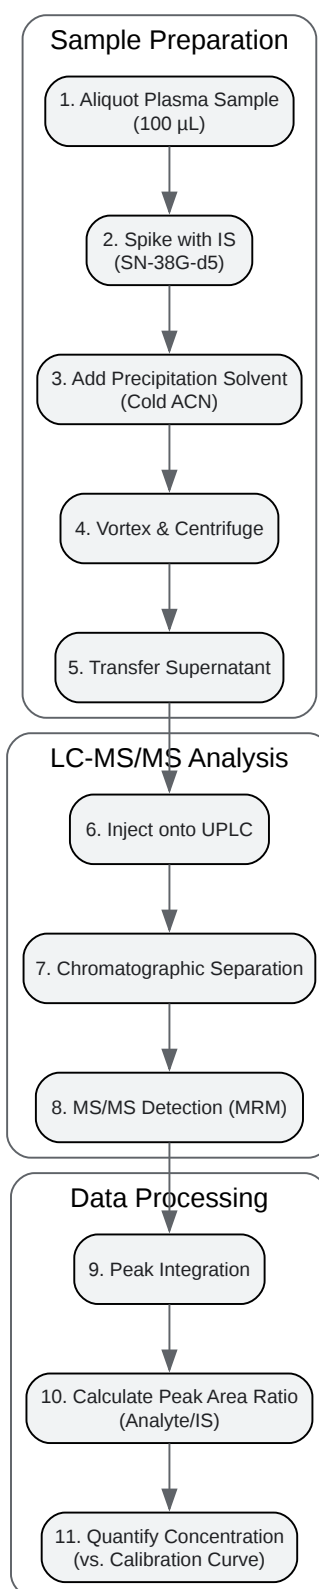 Sample Preparation
1. Aliquot Plasma Sample
(100 µL)
2. Spike with IS
(SN-38G-d5)
3. Add Precipitation Solvent
(Cold ACN)
4. Vortex & Centrifuge
5. Transfer Supernatant
LC-MS/MS Analysis
6. Inject onto UPLC
7. Chromatographic Separation
8. MS/MS Detection (MRM)
Data Processing
9. Peak Integration
10. Calculate Peak Area Ratio
(Analyte/IS)
11. Quantify Concentration
(vs. Calibration Curve)